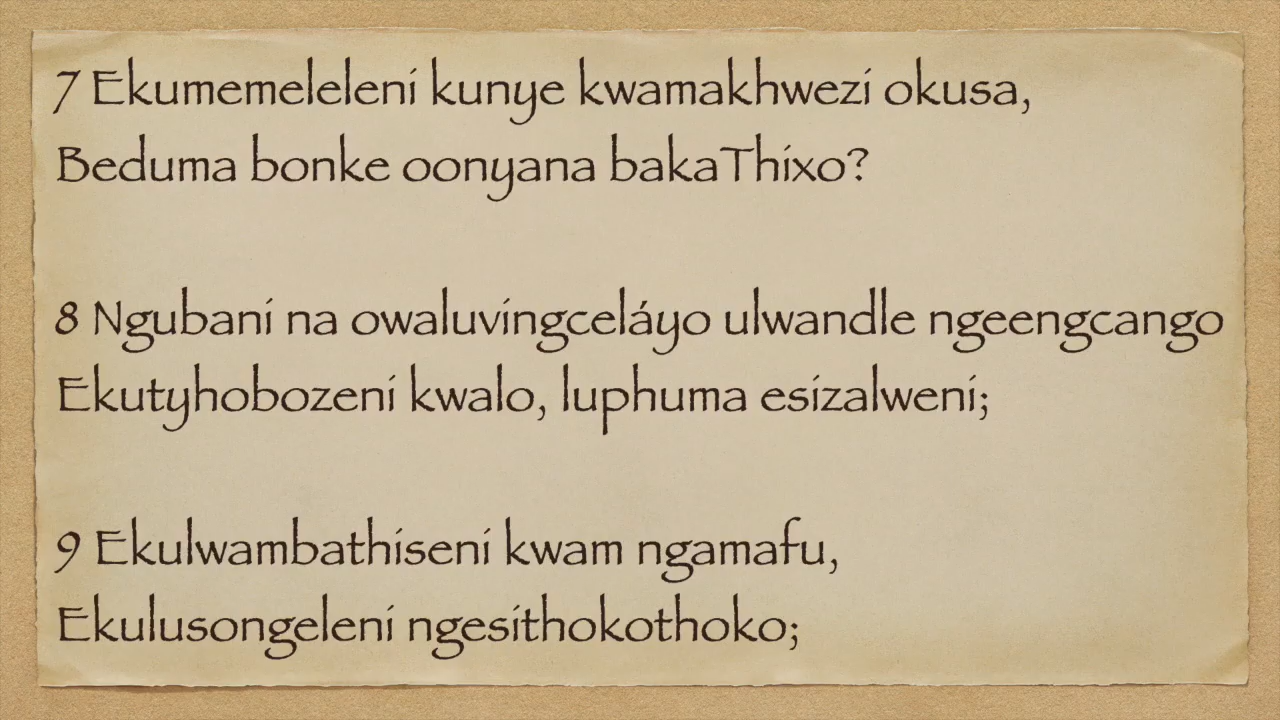 7 Ekumemeleleni kunye kwamakhwezi okusa,
Beduma bonke oonyana bakaThixo?
8 Ngubani na owaluvingceláyo ulwandle ngeengcango
Ekutyhobozeni kwalo, luphuma esizalweni;
9 Ekulwambathiseni kwam ngamafu,
Ekulusongeleni ngesithokothoko;